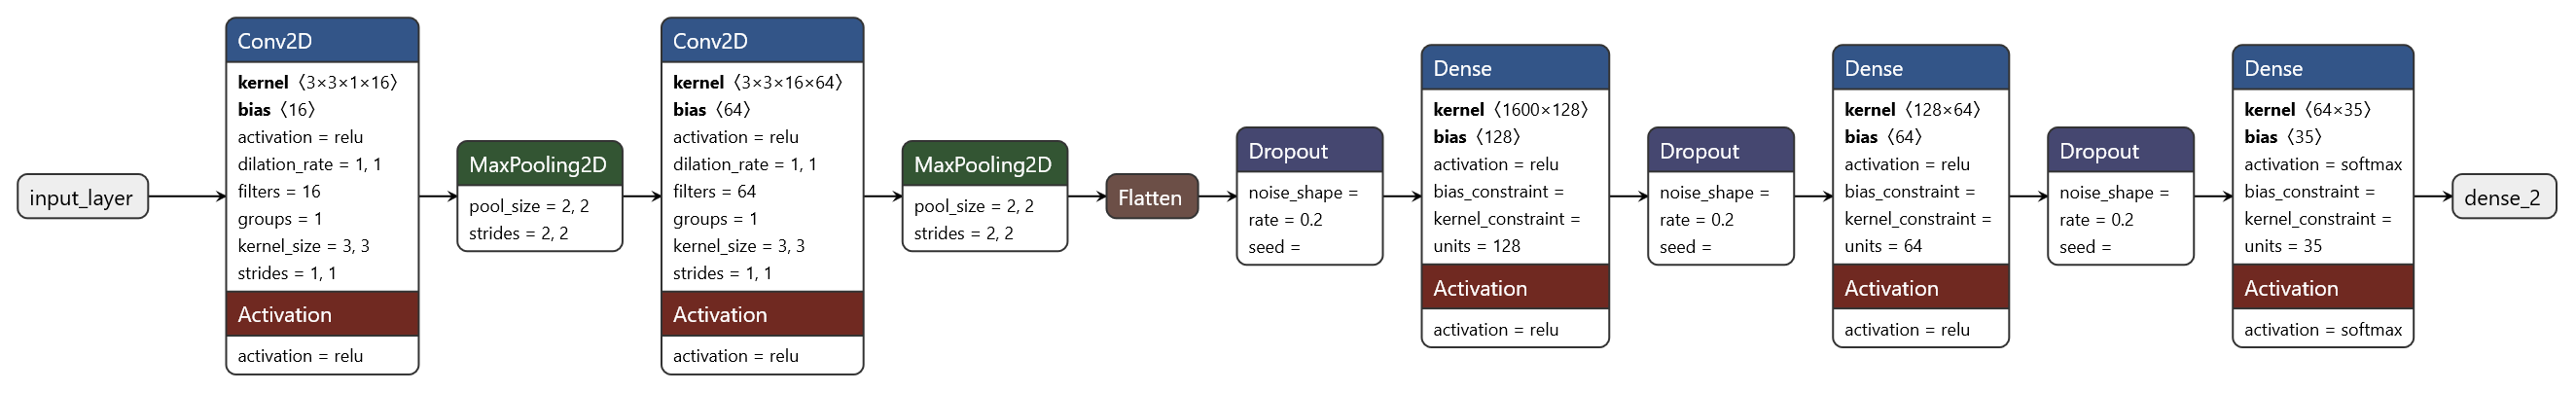 input_layer
Conv2D
kernel〈3×3×1×16〉
bias〈16〉
activation = relu
dilation_rate = 1, 1
filters = 16
groups = 1
kernel_size = 3, 3
strides = 1, 1
Activation
activation = relu
MaxPooling2D
pool_size = 2, 2
strides = 2, 2
Conv2D
kernel〈3×3×16×64〉
bias〈64〉
activation = relu
dilation_rate = 1, 1
filters = 64
groups = 1
kernel_size = 3, 3
strides = 1, 1
Activation
activation = relu
MaxPooling2D
pool_size = 2, 2
strides = 2, 2
Flatten
Dropout
noise_shape =
rate = 0.2
seed =
Dense
kernel〈1600×128〉
bias〈128〉
activation = relu
bias_constraint =
kernel_constraint =
units = 128
Activation
activation = relu
Dropout
noise_shape =
rate = 0.2
seed =
Dense
kernel〈128×64〉
bias〈64〉
activation = relu
bias_constraint =
kernel_constraint =
units = 64
Activation
activation = relu
Dropout
noise_shape =
rate = 0.2
seed =
Dense
kernel〈64×35〉
bias〈35〉
activation = softmax
bias_constraint =
kernel_constraint =
units = 35
Activation
activation = softmax
dense_2